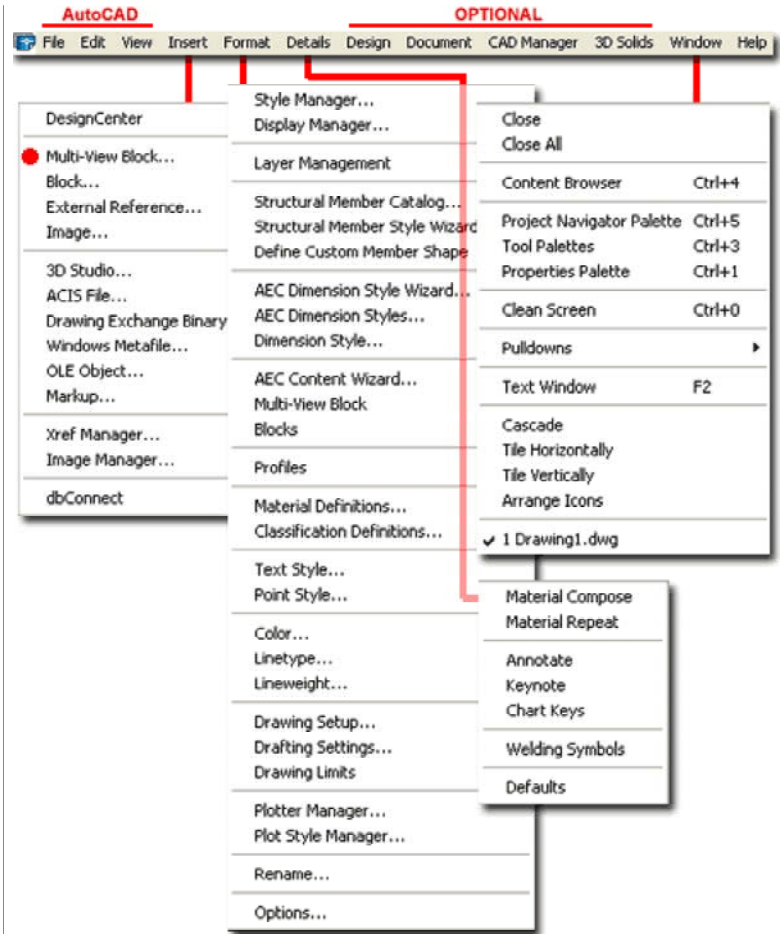 AutoCAD
OPTIONAL
File Edit View Insert Format Details Design Document CAD Manager 3D Solids Window Help
DesignCenter
Multi-View Block...
Block...
External Reference...
Image...
3D Studio...
ACIS File...
Drawing Exchange Binary
Windows Metafile...
OLE Object...
Markup...
Xref Manager...
Image Manager...
dbConnect
Style Manager...
Display Manager...
Layer Management
Structural Member Catalog...
Structural Member Style Wizard
Define Custom Member Shape
AEC Dimension Style Wizard...
AEC Dimension Styles...
Dimension Style...
AEC Content Wizard...
Multi-View Block
Blocks
Profiles
Material Definitions...
Classification Definitions...
Text Style...
Point Style...
Color...
Linetype...
Lineweight...
Drawing Setup...
Drafting Settings...
Drawing Limits
Plotter Manager...
Plot Style Manager...
Rename...
Options...
Close
Close All
Content Browser Ctrl+4
Project Navigator Palette Ctrl+5
Tool Palettes Ctrl+3
Properties Palette Ctrl+1
Clean Screen Ctrl+0
Pulldowns
Text Window F2
Cascade
Tile Horizontally
Tile Vertically
Arrange Icons
1 Drawing1.dwg
Material Compose
Material Repeat
Annotate
Keynote
Chart Keys
Welding Symbols
Defaults